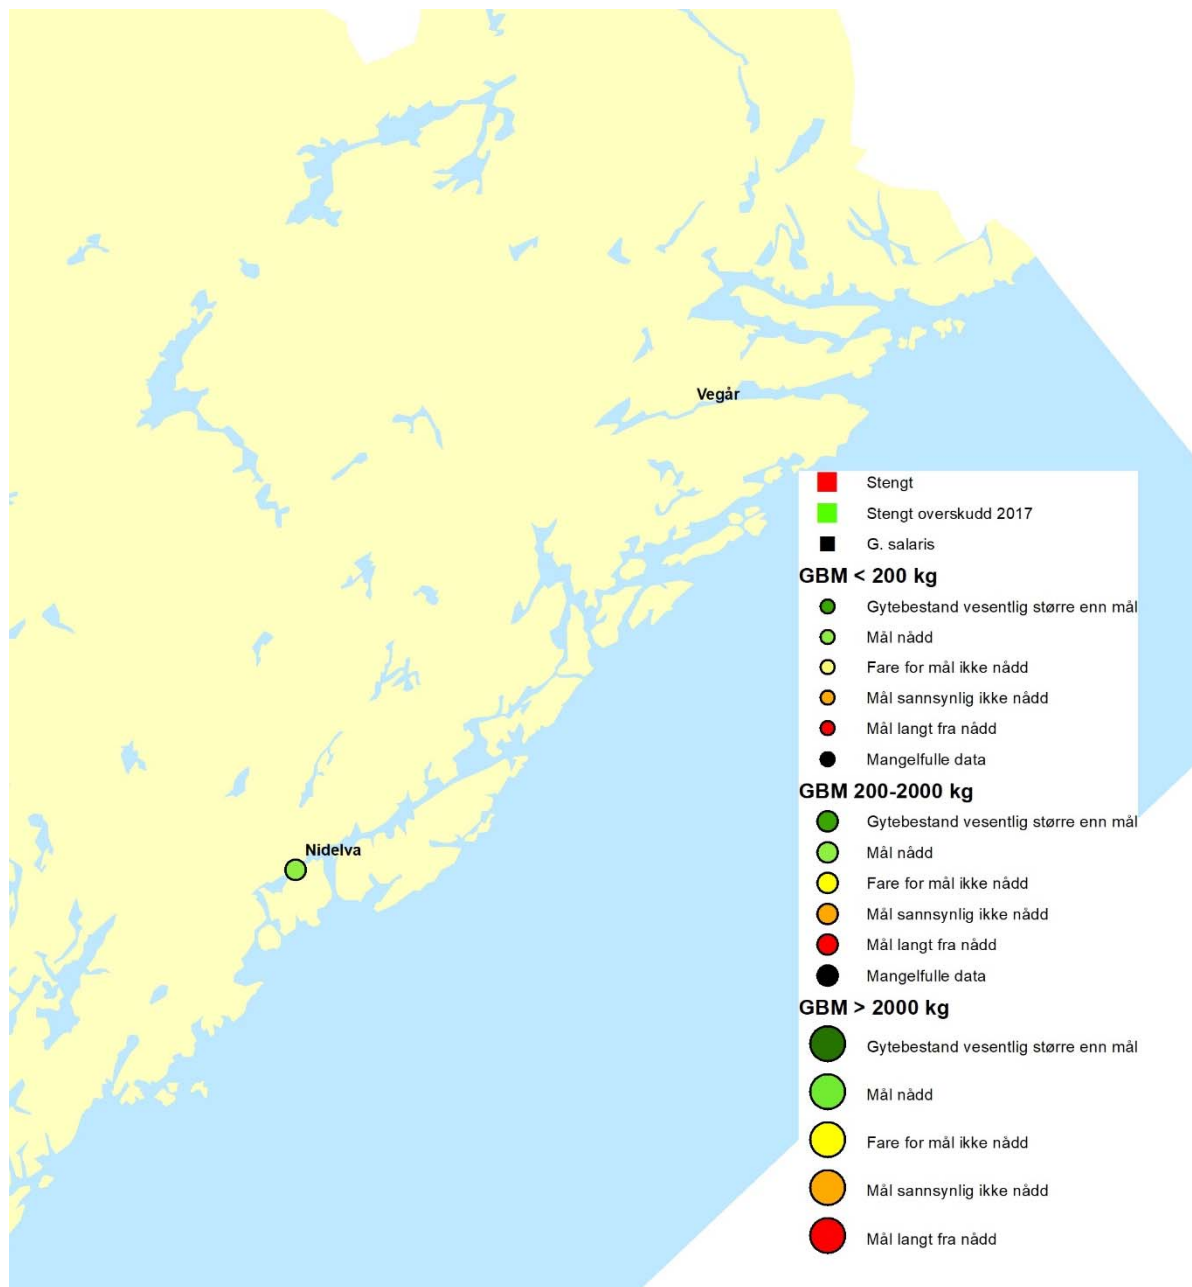 Vegår
Stengt
Stengt overskudd 2017
G. salaris
GBM < 200 kg
Gytebestand vesentlig større enn mål
Mål nådd
Fare for mål ikke nådd
Mål sannsynlig ikke nådd
Mål langt fra nådd
Mangelfulle data
GBM 200-2000 kg
Gytebestand vesentlig større enn mål
Mål nådd
Fare for mål ikke nådd
Mål sannsynlig ikke nådd
Mål langt fra nådd
Mangelfulle data
GBM > 2000 kg
Gytebestand vesentlig større enn mål
Mål nådd
Fare for mål ikke nådd
Mål sannsynlig ikke nådd
Mål langt fra nådd
Nidelva